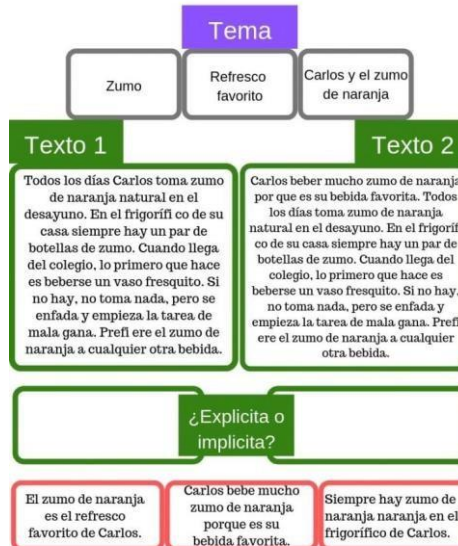 Tema
Zumo
Refresco
favorito
Carlos y el zumo
de naranja
Texto 1
Texto 2
Todos los días Carlos toma zumo
de naranja natural en el
desayuno. En el frigorífi co de su
casa siempre hay un par de
botellas de zumo. Cuando llega
del colegio, lo primero que hace
es beberse un vaso fresquito. Si
no hay, no toma nada, pero se
enfada y empieza la tarea de
mala gana. Prefi ere el zumo de
naranja a cualquier otra bebida.
Carlos beber mucho zumo de naranja
por que es su bebida favorita. Todos
los días toma zumo de naranja
natural en el desayuno. En el frigorífi
co de su casa siempre hay un par de
botellas de zumo. Cuando llega del
colegio, lo primero que hace es
beberse un vaso fresquito. Si no hay,
no toma nada, pero se enfada y
empieza la tarea de mala gana. Prefi
ere el zumo de naranja a cualquier
otra bebida.
¿Explicita o
implicita?
El zumo de naranja
es el refresco
favorito de Carlos.
Carlos bebe mucho
zumo de naranja
porque es su
bebida favorita.
Siempre hay zumo de
naranja naranja en el
frigorífico de Carlos.